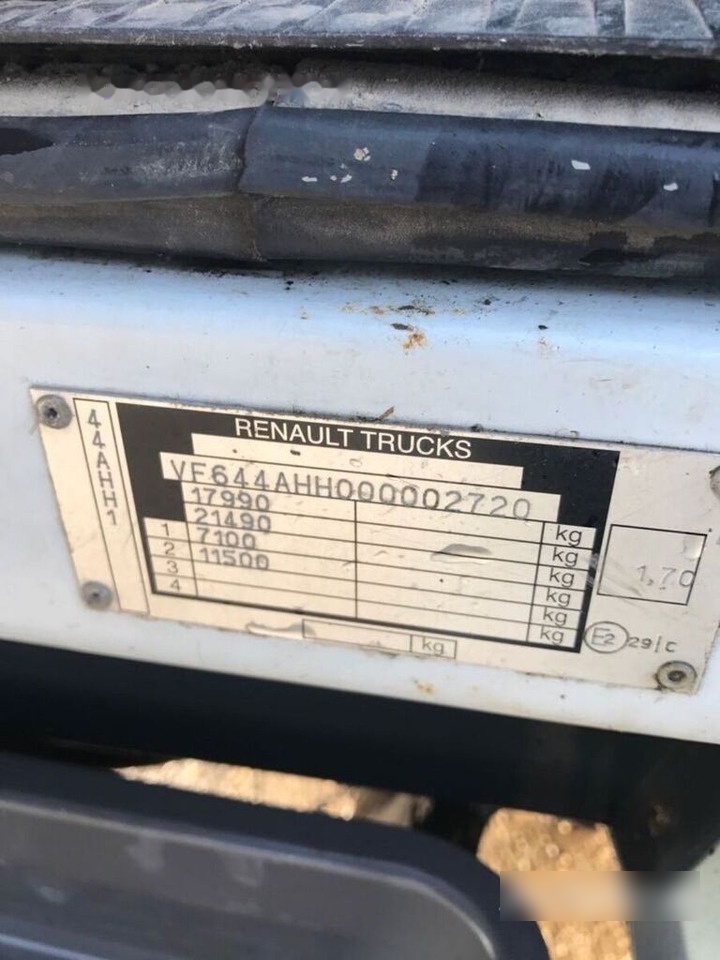 44AHH1
RENAULT TRUCKS
VF644AHH000002720
17990 kg
21490 kg
1 7100 kg
2 11500 kg
3 kg
4 kg
kg
1,70
E2 29/C